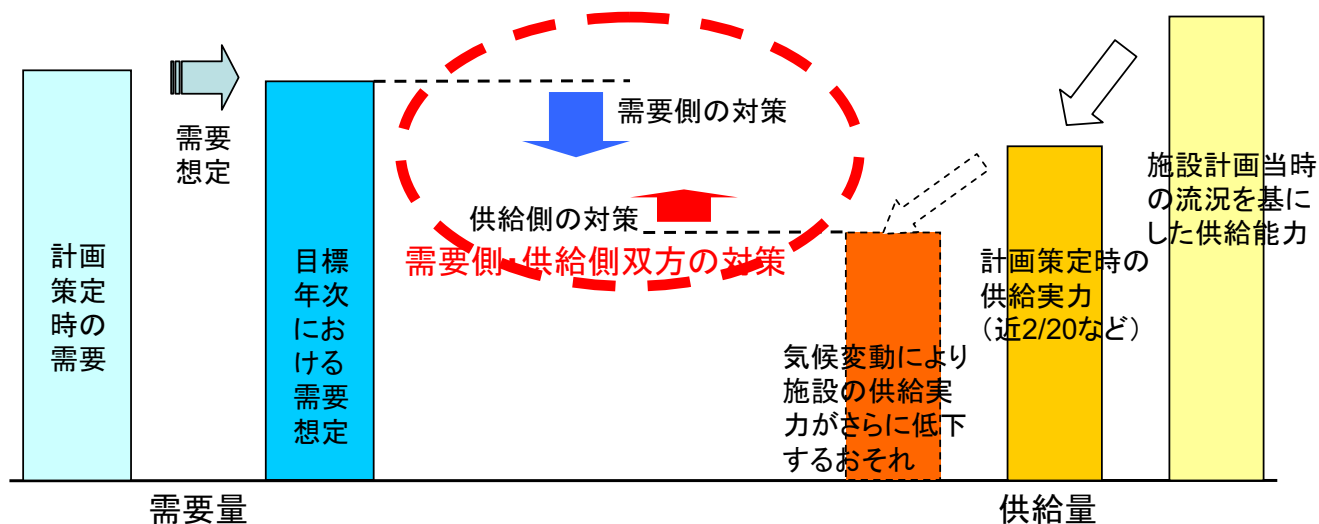 需要
想定
需要側の対策
供給側の対策
需要側・供給側双方の対策
計画
策定
時の
需要
目標
年次
にお
ける
需要
想定
気候変動により
施設の供給実
力がさらに低下
するおそれ
計画策定時の
供給実力
（近2/20など）
施設計画当時
の流況を基に
した供給能力
需要量
供給量